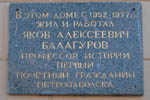 В ЭТОМ ДОМЕ С 1952-1977 Г.
ЖИЛ И РАБОТАЛ
ЯКОВ АЛЕКСЕЕВИЧ
БАЛАГУРОВ
ПРОФЕССОР ИСТОРИИ
ПЕРВЫЙ
ПОЧЕТНЫЙ ГРАЖДАНИН
ПЕТРОЗАВОДСКА